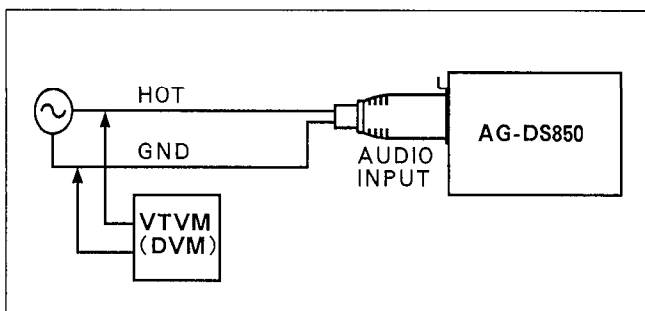 HOT
GND
AUDIO
INPUT
AG-DS850
VTVM
(DVM)